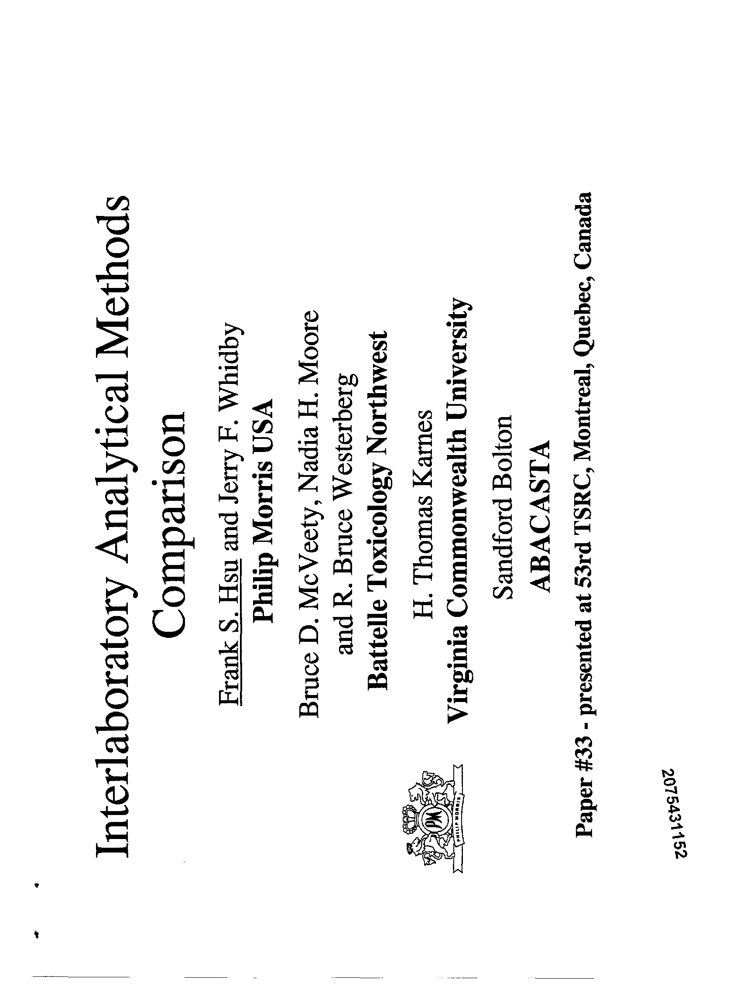 Interlaboratory Analytical Methods
Comparison
Frank S. Hsu and Jerry F. Whidby
Philip Morris USA
Bruce D. McVeety, Nadia H. Moore
and R. Bruce Westerberg
Battelle Toxicology Northwest
H. Thomas Karnes
Virginia Commonwealth University
Sandford Bolton
ABACASTA
PM
PHILIP MORRIS
Paper #33 - presented at 53rd TSRC, Montreal, Quebec, Canada
2075431152